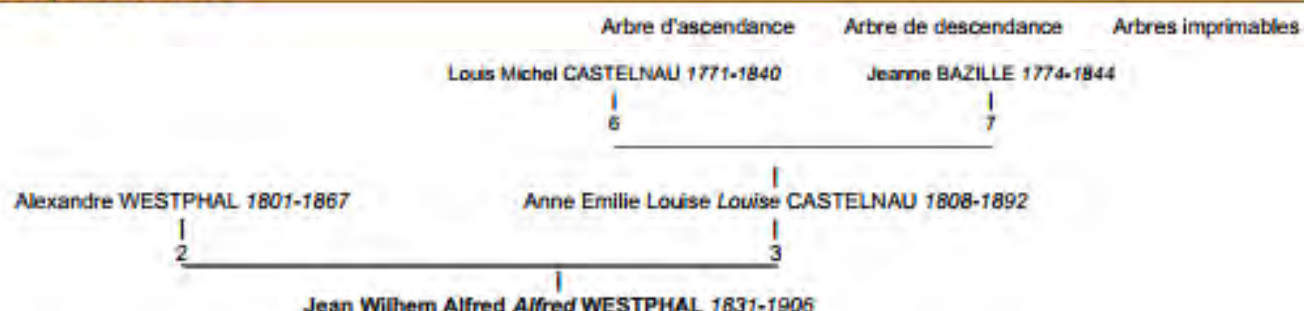 Arbre d'ascendance Arbre de descendance Arbres imprimables
Louis Michel CASTELNAU 1771-1840 Jeanne BAZILLE 1774-1844
6 7
Alexandre WESTPHAL 1801-1867 Anne Emilie Louise Louise CASTELNAU 1808-1892
2 3
Jean Wilhem Alfred Alfred WESTPHAL 1831-1906